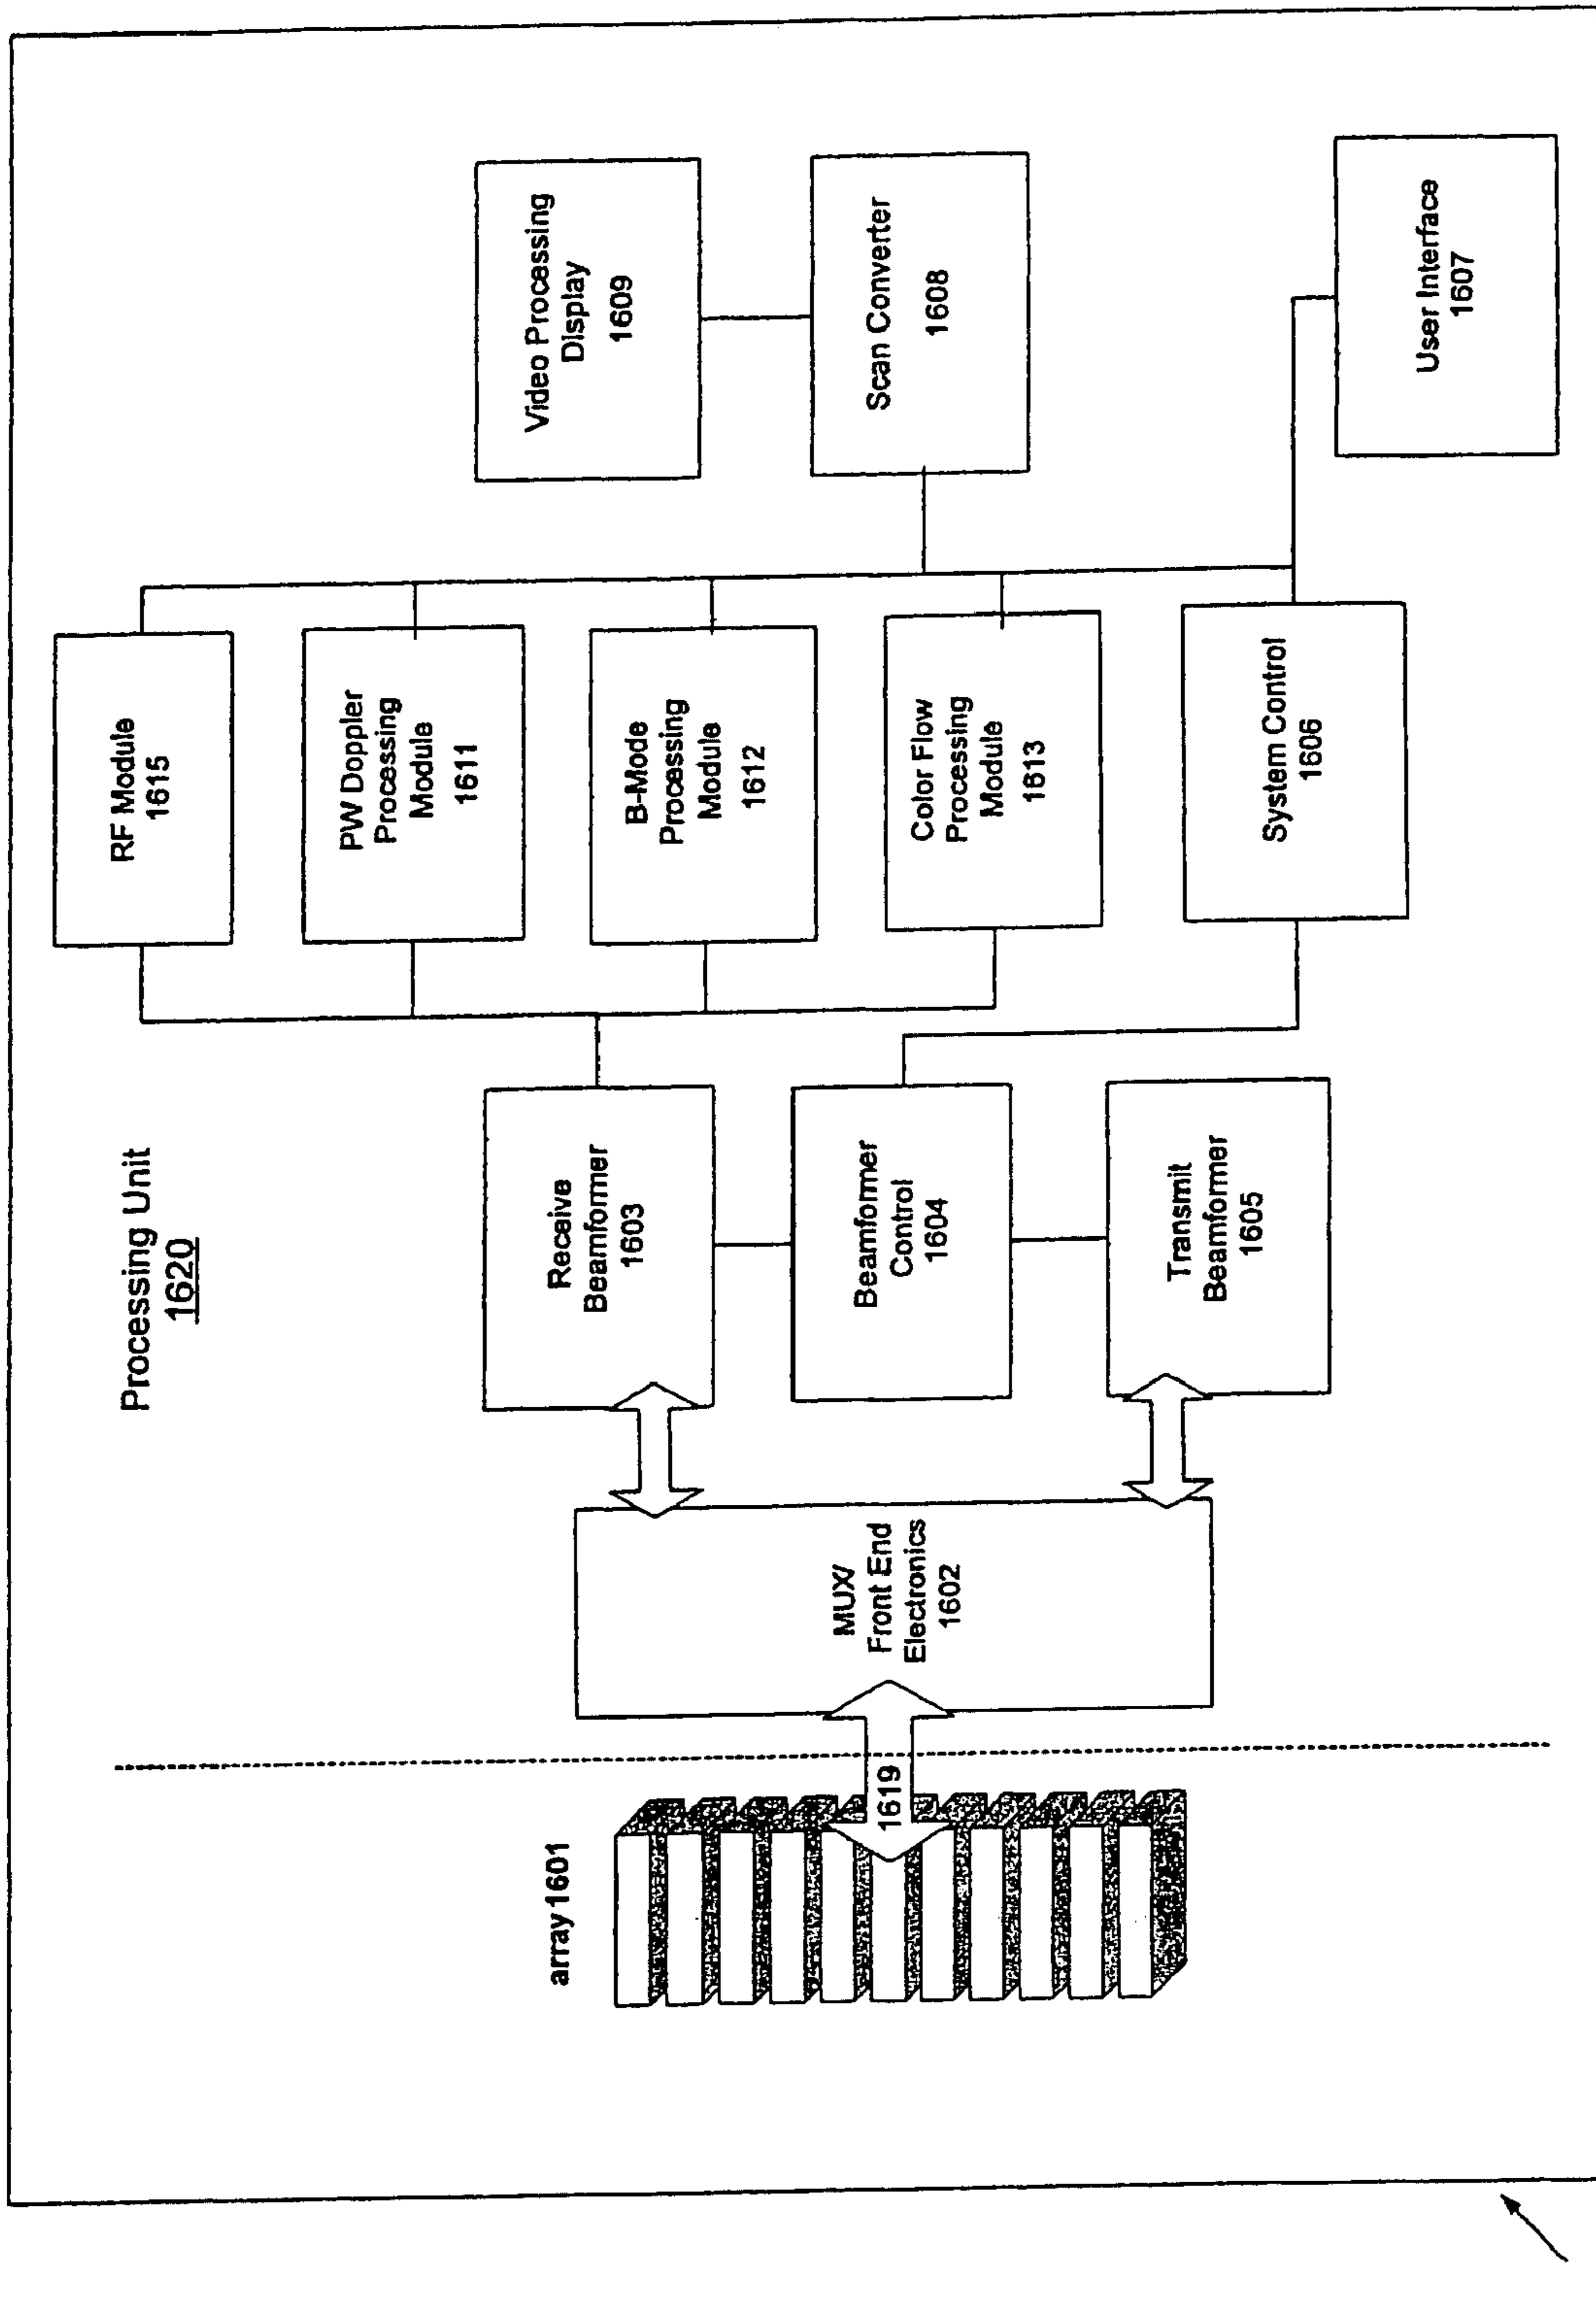 Processing Unit
1620
array 1601
1619
MUX/
Front End
Electronics
1602
Receive
Beamformer
1603
Beamformer
Control
1604
Transmit
Beamformer
1605
RF Module
1615
PW Doppler
Processing
Module
1611
B-Mode
Processing
Module
1612
Color Flow
Processing
Module
1613
System Control
1606
Video Processing
Display
1609
Scan Converter
1608
User Interface
1607